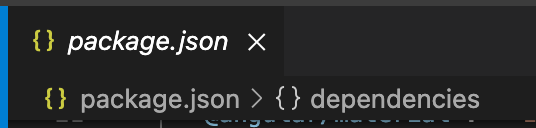 {} package.json ×
{} package.json > {} dependencies